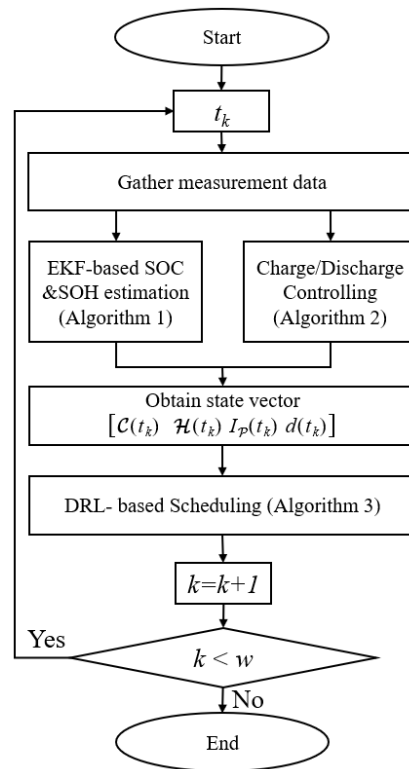 Start
t_k
Gather measurement data
EKF-based SOC
&SOH estimation
(Algorithm 1)
Charge/Discharge
Controlling
(Algorithm 2)
Obtain state vector
[𝒞(t_k) ℋ(t_k) I_𝒫(t_k) d(t_k)]
DRL- based Scheduling (Algorithm 3)
k=k+1
Yes
k < w
No
End